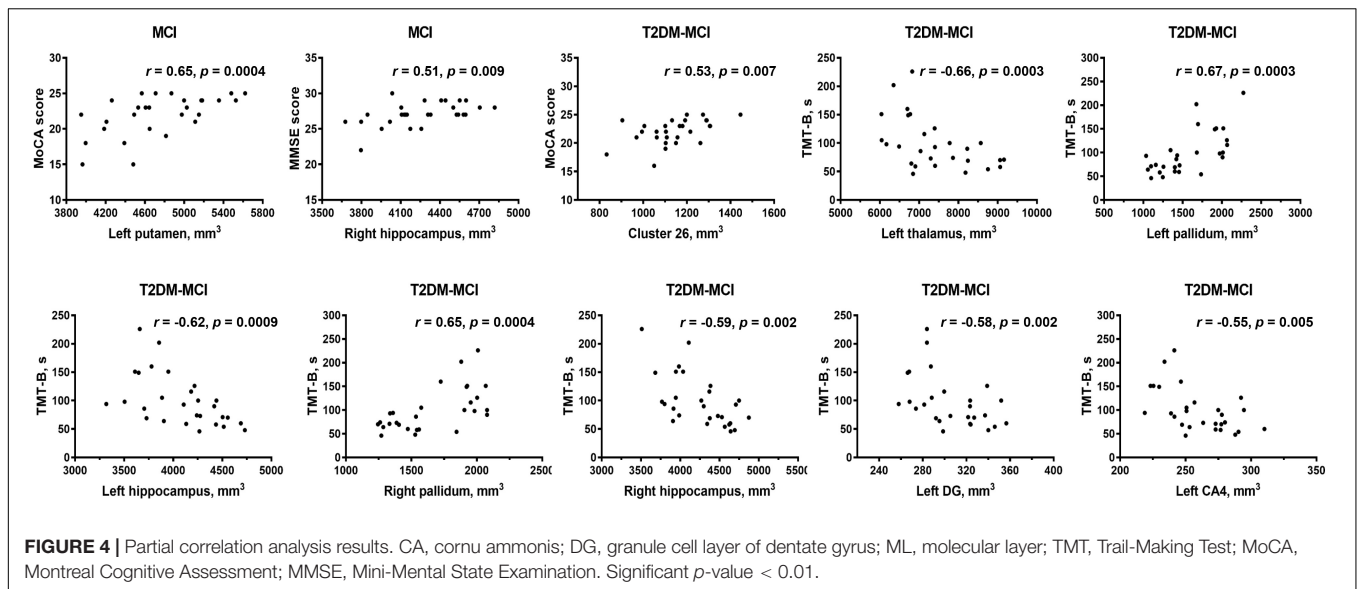 MCI
MCI
T2DM-MCI
T2DM-MCI
T2DM-MCI
r = 0.65, p = 0.0004
r = 0.51, p = 0.009
r = 0.53, p = 0.007
r = -0.66, p = 0.0003
r = 0.67, p = 0.0003
MoCA score
30
25
20
15
10
3800 4200 4600 5000 5400 5800
Left putamen, mm³
MMSE score
35
30
25
20
15
3500 4000 4500 5000
Right hippocampus, mm³
MoCA score
35
30
25
20
15
10
800 1000 1200 1400 1600
Cluster 26, mm³
TMT-B, s
250
200
150
100
50
0
5000 6000 7000 8000 9000 10000
Left thalamus, mm³
TMT-B, s
300
250
200
150
100
50
0
500 1000 1500 2000 2500 3000
Left pallidum, mm³
T2DM-MCI
T2DM-MCI
T2DM-MCI
T2DM-MCI
T2DM-MCI
r = -0.62, p = 0.0009
r = 0.65, p = 0.0004
r = -0.59, p = 0.002
r = -0.58, p = 0.002
r = -0.55, p = 0.005
TMT-B, s
250
200
150
100
50
0
3000 3500 4000 4500 5000
Left hippocampus, mm³
TMT-B, s
300
250
200
150
100
50
0
1000 1500 2000
Right pallidum, mm³
TMT-B, s
250
200
150
100
50
0
3000 3500 4000 4500 5000
Right hippocampus, mm³
TMT-B, s
300
250
200
150
100
50
0
240 280 320 360 400
Left DG, mm³
TMT-B, s
300
250
200
150
100
50
0
200 250 300 350
Left CA4, mm³
FIGURE 4 | Partial correlation analysis results. CA, cornu ammonis; DG, granule cell layer of dentate gyrus; ML, molecular layer; TMT, Trail-Making Test; MoCA,
Montreal Cognitive Assessment; MMSE, Mini-Mental State Examination. Significant p-value < 0.01.